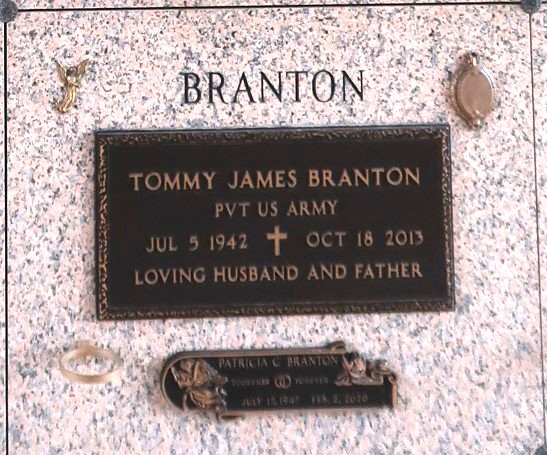 BRANTON
TOMMY JAMES BRANTON
PVT US ARMY
JUL 5 1942 OCT 18 2013
LOVING HUSBAND AND FATHER
PATRICIA C BRANTON
TOGETHER FOREVER
JULY FEB. 2, 2020